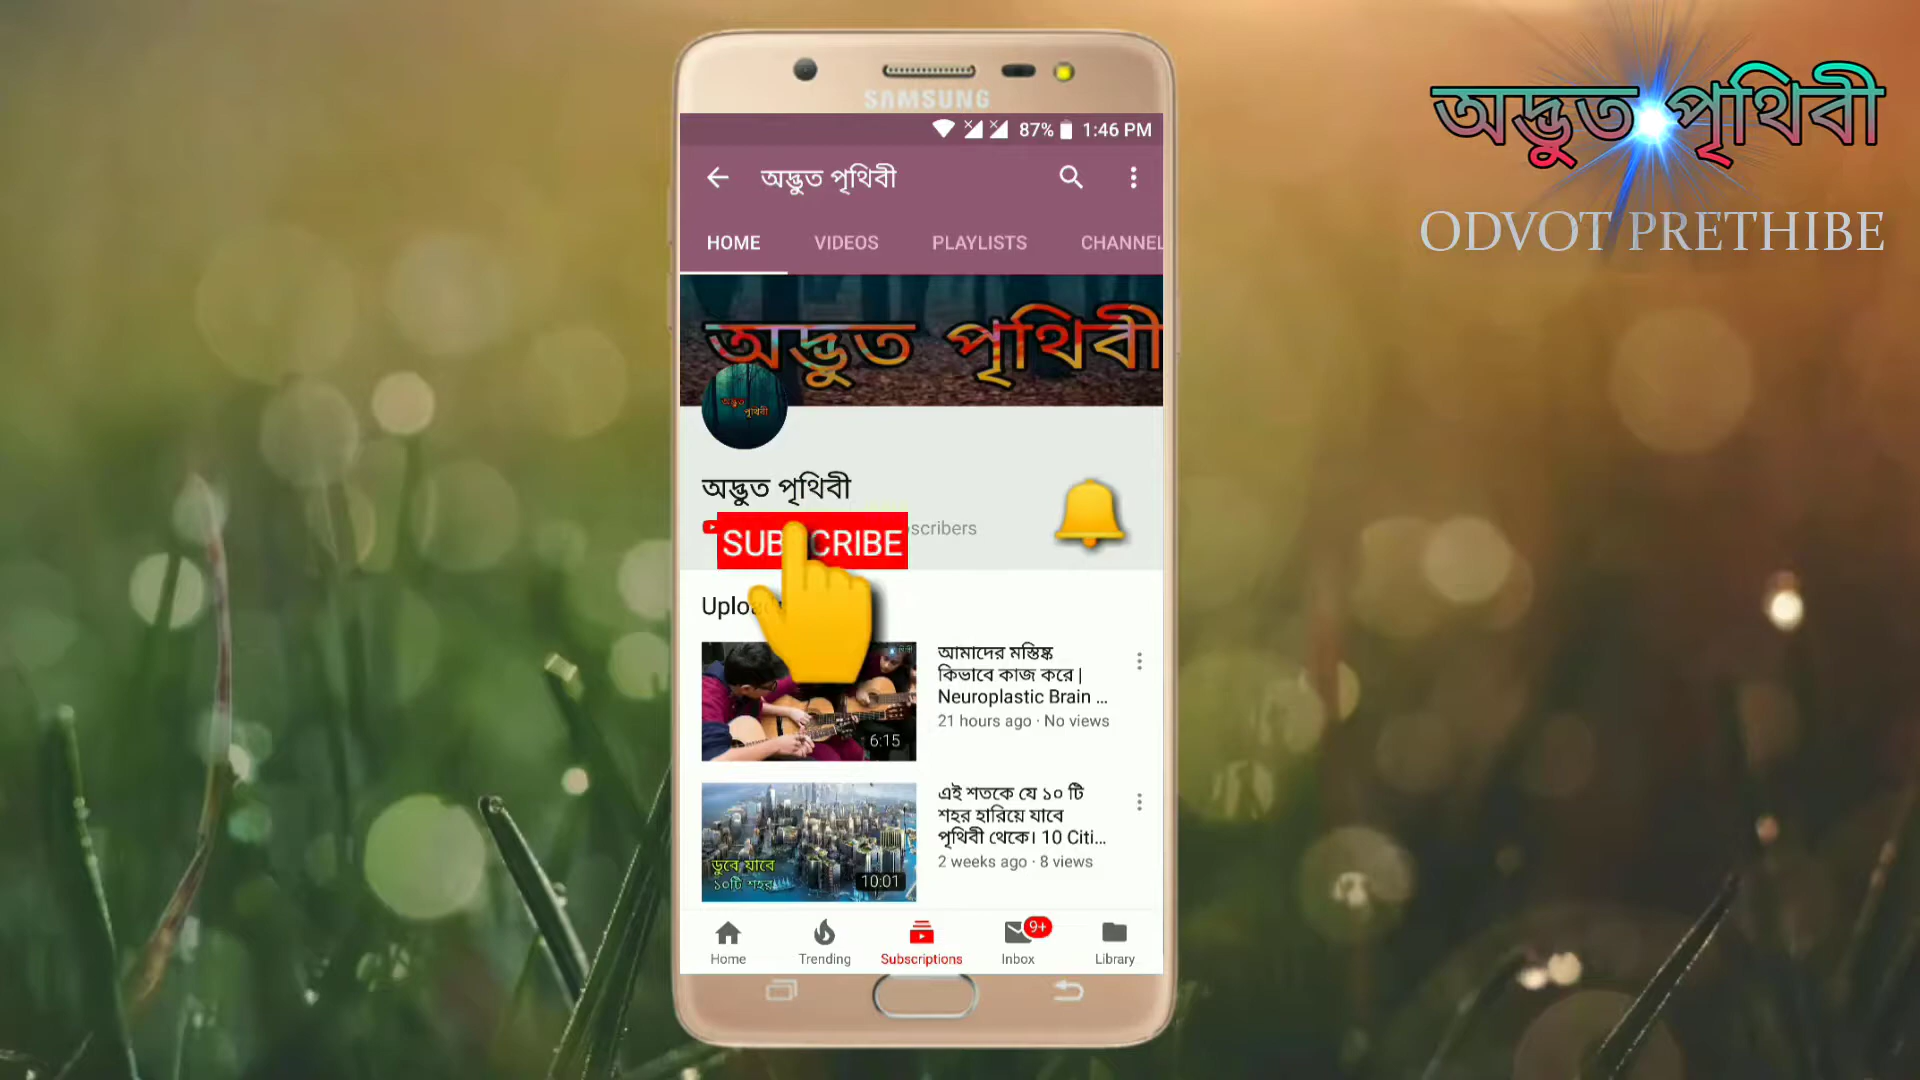 অদ্ভুত পৃথিবী
ODVOT PRETHIBE
SAMSUNG
87% 1:46 PM
অদ্ভুত পৃথিবী
HOME VIDEOS PLAYLISTS CHANNEL
অদ্ভুত পৃথিবী
অদ্ভুত পৃথিবী
অদ্ভুত পৃথিবী
SUBSCRIBE scribers
আমাদের মস্তিষ্ক
কিভাবে কাজ করে |
Neuroplastic Brain ...
21 hours ago · No views
6:15
এই শতকে যে ১০ টি
শহর হারিয়ে যাবে
পৃথিবী থেকে। 10 Citi...
2 weeks ago · 8 views
ডুবে যাবে
১০টি শহর
10:01
Home Trending Subscriptions Inbox 9+ Library